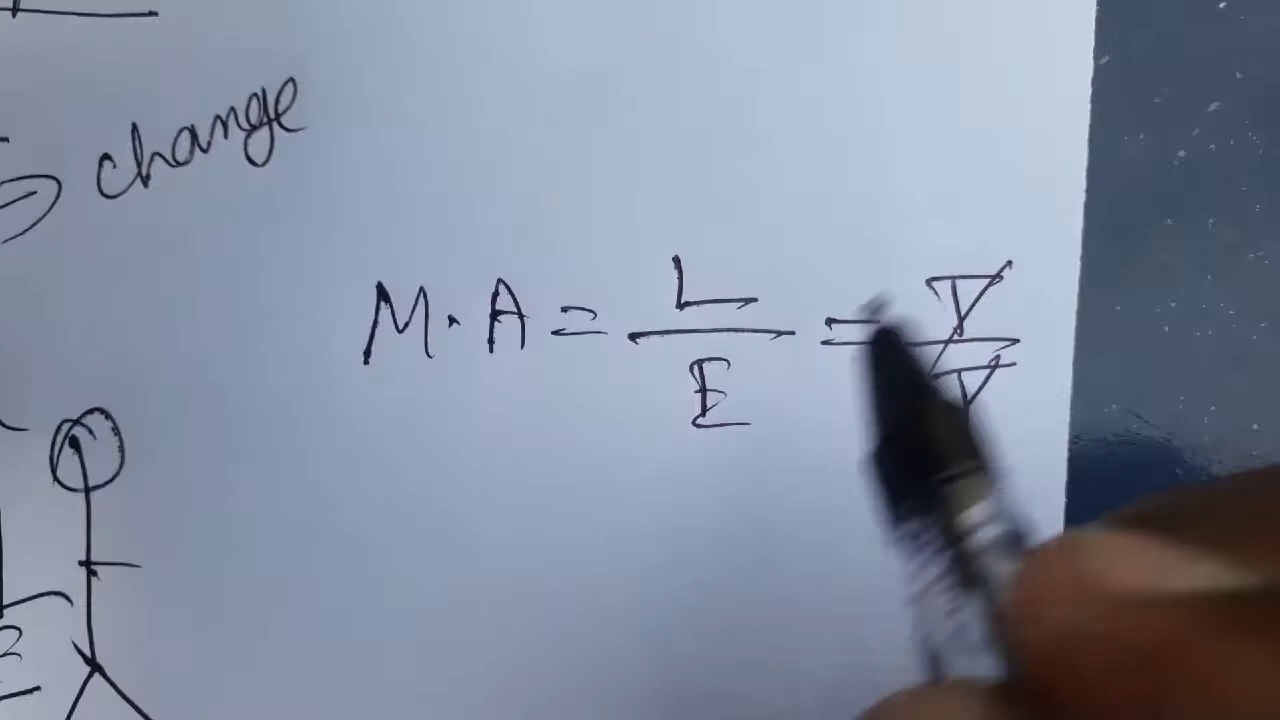 change
M.A = L/E = T/T